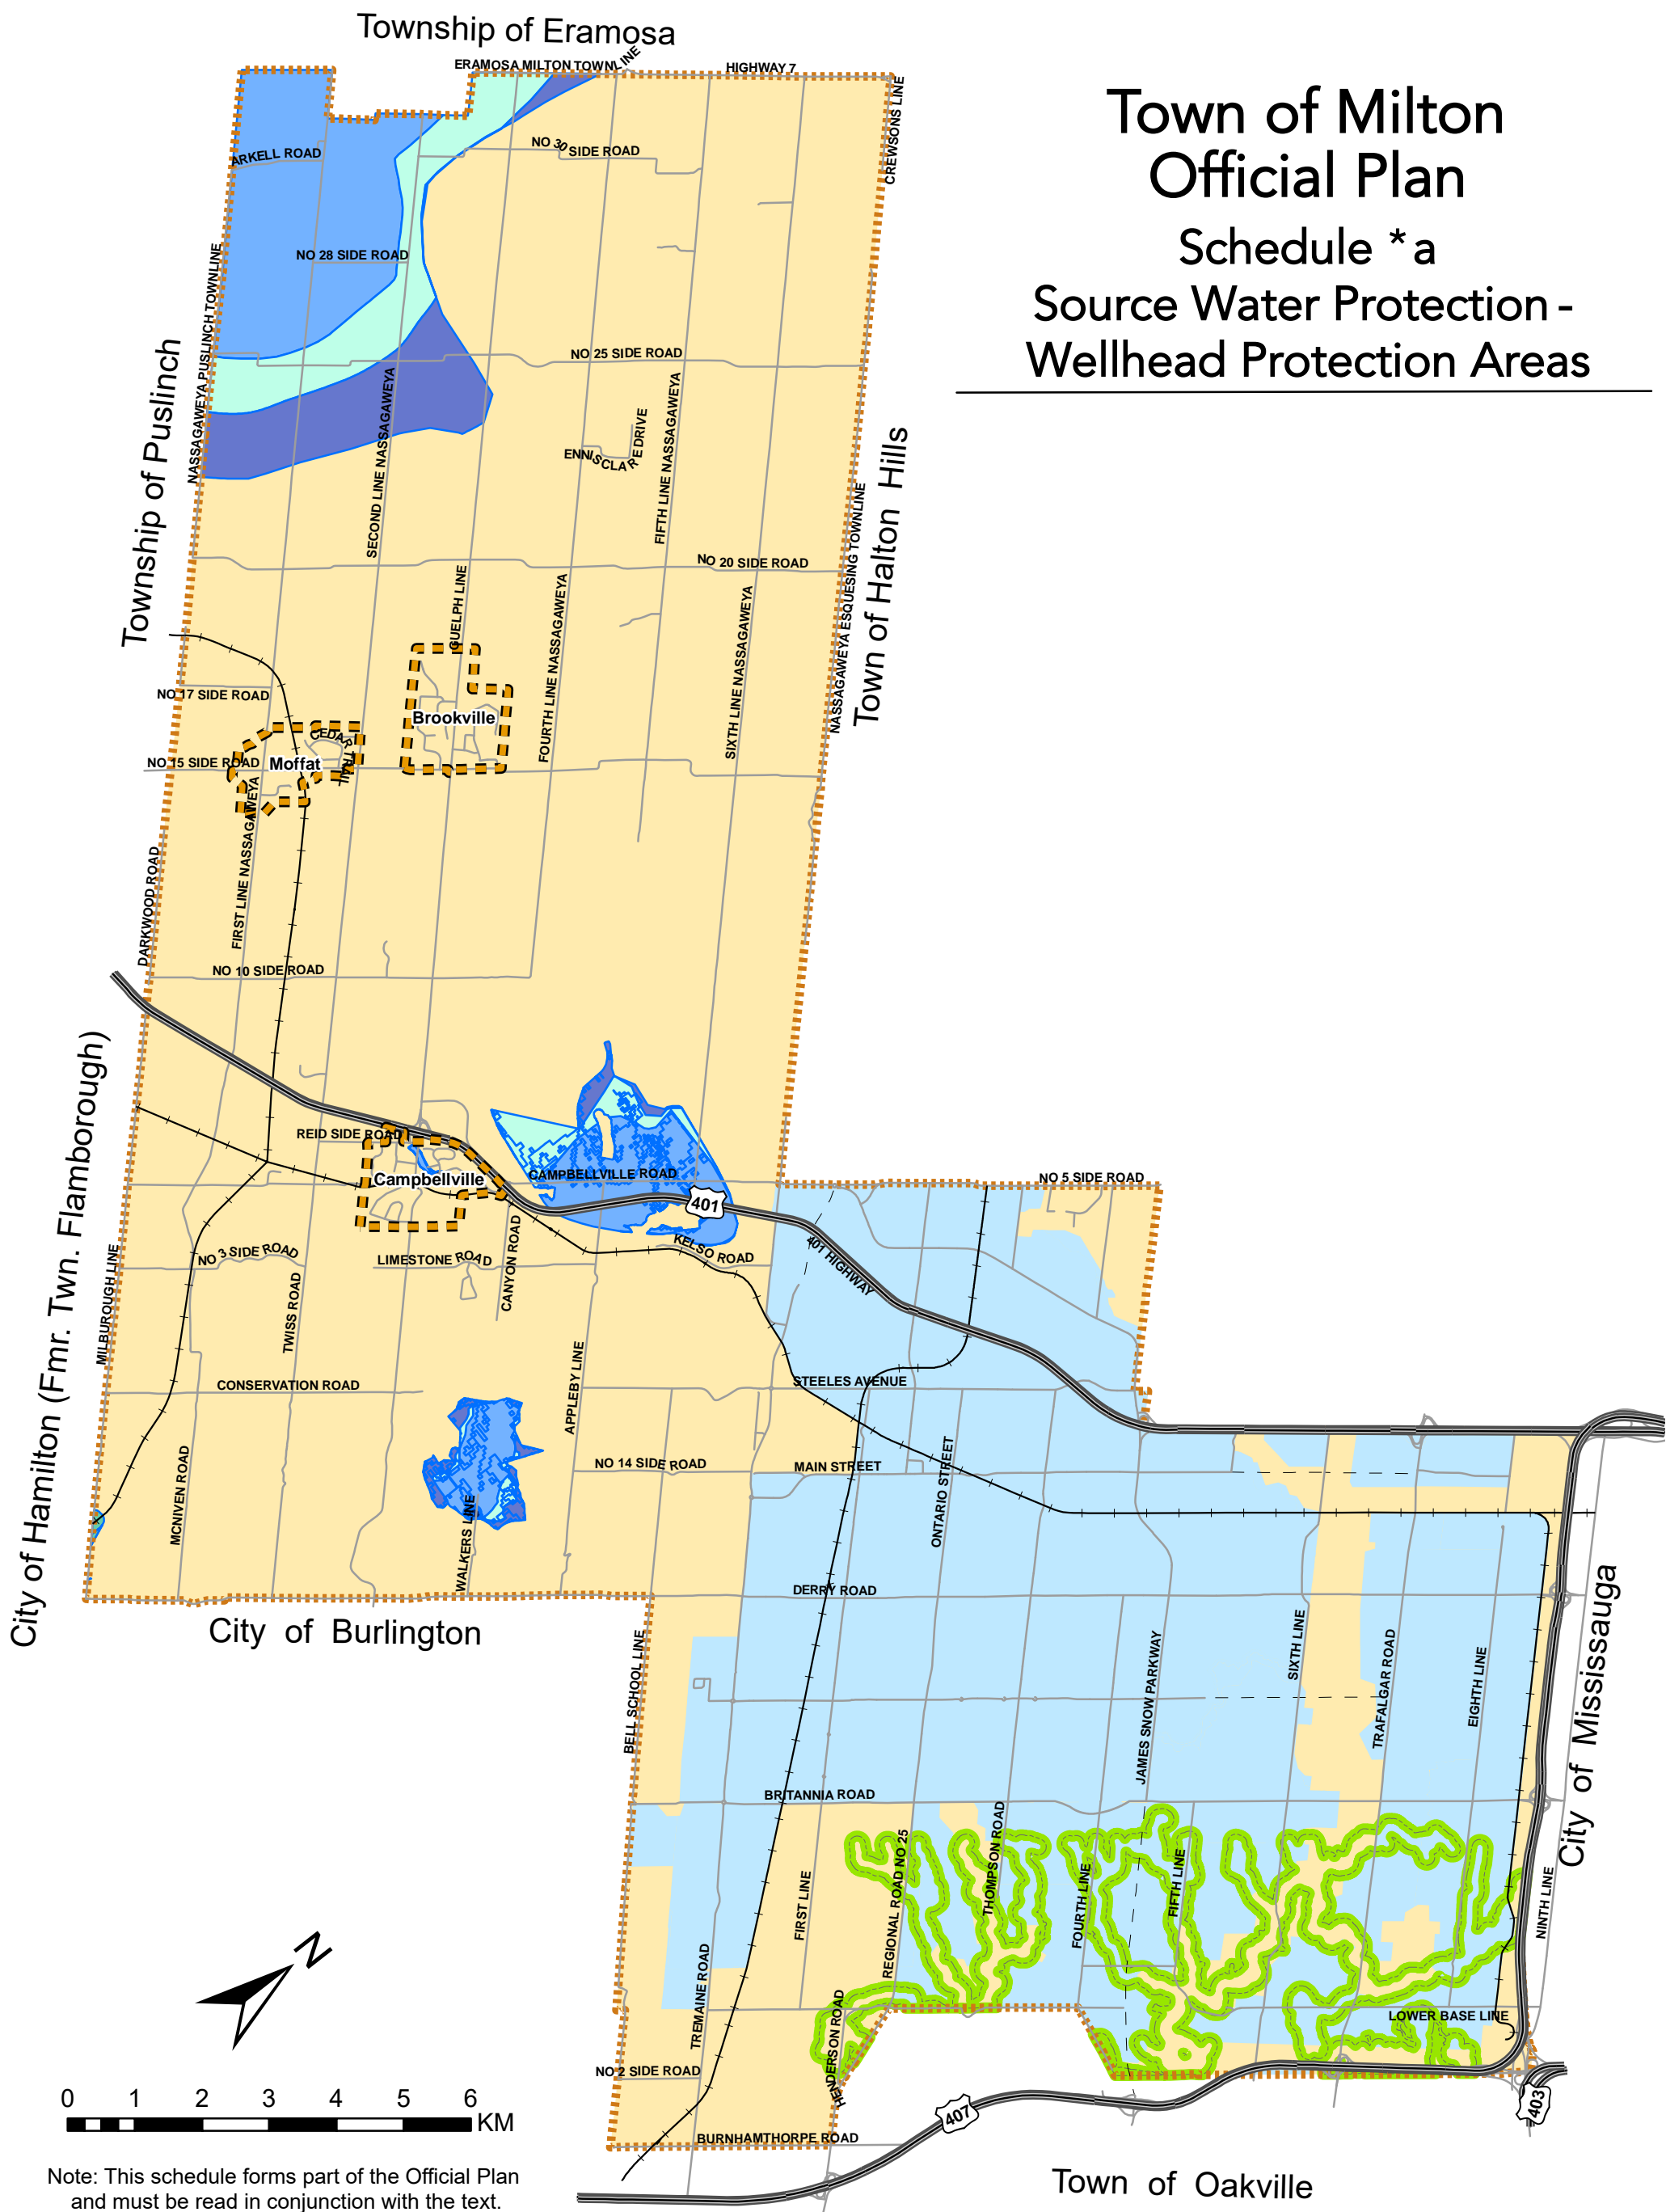 Township of Eramosa
ERAMOSA MILTON TOWNLINE
HIGHWAY 7
CREWSONS LINE
Town of Milton
Official Plan
Schedule *a
Source Water Protection -
Wellhead Protection Areas
ARKELL ROAD
NO 30 SIDE ROAD
NO 28 SIDE ROAD
NASSAGAWEYA PUSLINCH TOWNLINE
NO 25 SIDE ROAD
Township of Puslinch
SECOND LINE NASSAGAWEYA
ENNISCLARE DRIVE
FIFTH LINE NASSAGAWEYA
Town of Halton Hills
NASSAGAWEYA ESQUESING TOWNLINE
NO 20 SIDE ROAD
GUELPH LINE
FOURTH LINE NASSAGAWEYA
SIXTH LINE NASSAGAWEYA
NO 17 SIDE ROAD
Brookville
CEDAR TRAIL
NO 15 SIDE ROAD
Moffat
FIRST LINE NASSAGAWEYA
DARKWOOD ROAD
NO 10 SIDE ROAD
City of Hamilton (Fmr. Twn. Flamborough)
REID SIDE ROAD
Campbellville
CAMPBELLVILLE ROAD
401
NO 5 SIDE ROAD
KELSO ROAD
401 HIGHWAY
NO 3 SIDE ROAD
LIMESTONE ROAD
CANYON ROAD
MILBUROUGH LINE
TWISS ROAD
APPLEBY LINE
CONSERVATION ROAD
STEELES AVENUE
MCNIVEN ROAD
WALKERS LINE
NO 14 SIDE ROAD
MAIN STREET
ONTARIO STREET
DERRY ROAD
City of Burlington
BELL SCHOOL LINE
JAMES SNOW PARKWAY
SIXTH LINE
TRAFALGAR ROAD
EIGHTH LINE
City of Mississauga
BRITANNIA ROAD
FIRST LINE
REGIONAL ROAD NO 25
THOMPSON ROAD
FOURTH LINE
FIFTH LINE
NINTH LINE
TREMAINE ROAD
HENDERSON ROAD
LOWER BASE LINE
NO 2 SIDE ROAD
N
407
403
BURNHAMTHORPE ROAD
0 1 2 3 4 5 6
KM
Town of Oakville
Note: This schedule forms part of the Official Plan
and must be read in conjunction with the text.